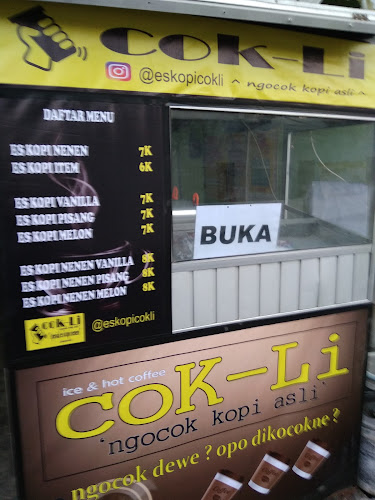 COK-Li
@eskopicokli ^ ngocok kopi asli ^
DAFTAR MENU
ES KOPI NENEN 7K
ES KOPI ITEM 6K
ES KOPI VANILLA 7K
ES KOPI PISANG 7K
ES KOPI MELON 7K
ES KOPI NENEN VANILLA 8K
ES KOPI NENEN PISANG 8K
ES KOPI NENEN MELON 8K
COK-Li
@eskopicokli
BUKA
ice & hot coffee
COK-Li
'ngocok kopi asli'
ngocok dewe ? opo dikocokne ?